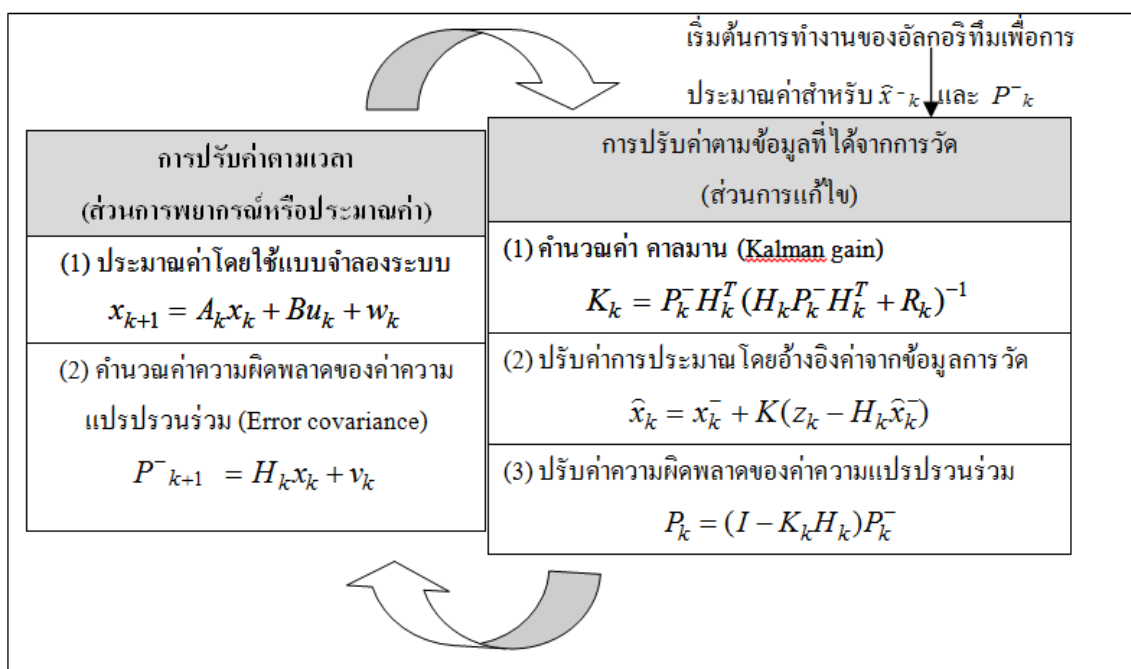 เริ่มต้นการทำงานของอัลกอริทึมเพื่อการ
ประมาณค่าสำหรับ x̂⁻ₖ และ P⁻ₖ
การปรับค่าตามเวลา
(ส่วนการพยากรณ์หรือประมาณค่า)
(1) ประมาณค่าโดยใช้แบบจำลองระบบ
xₖ₊₁ = Aₖxₖ + Buₖ + wₖ
(2) คำนวณค่าความผิดพลาดของค่าความ
แปรปรวนร่วม (Error covariance)
P⁻ₖ₊₁ = Hₖxₖ + vₖ
การปรับค่าตามข้อมูลที่ได้จากการวัด
(ส่วนการแก้ไข)
(1) คำนวณค่า คาลมาน (Kalman gain)
Kₖ = Pₖ⁻Hₖᵀ(HₖPₖ⁻Hₖᵀ + Rₖ)⁻¹
(2) ปรับค่าการประมาณโดยอ้างอิงค่าจากข้อมูลการวัด
x̂ₖ = xₖ⁻ + K(zₖ − Hₖx̂ₖ⁻)
(3) ปรับค่าความผิดพลาดของค่าความแปรปรวนร่วม
Pₖ = (I − KₖHₖ)Pₖ⁻